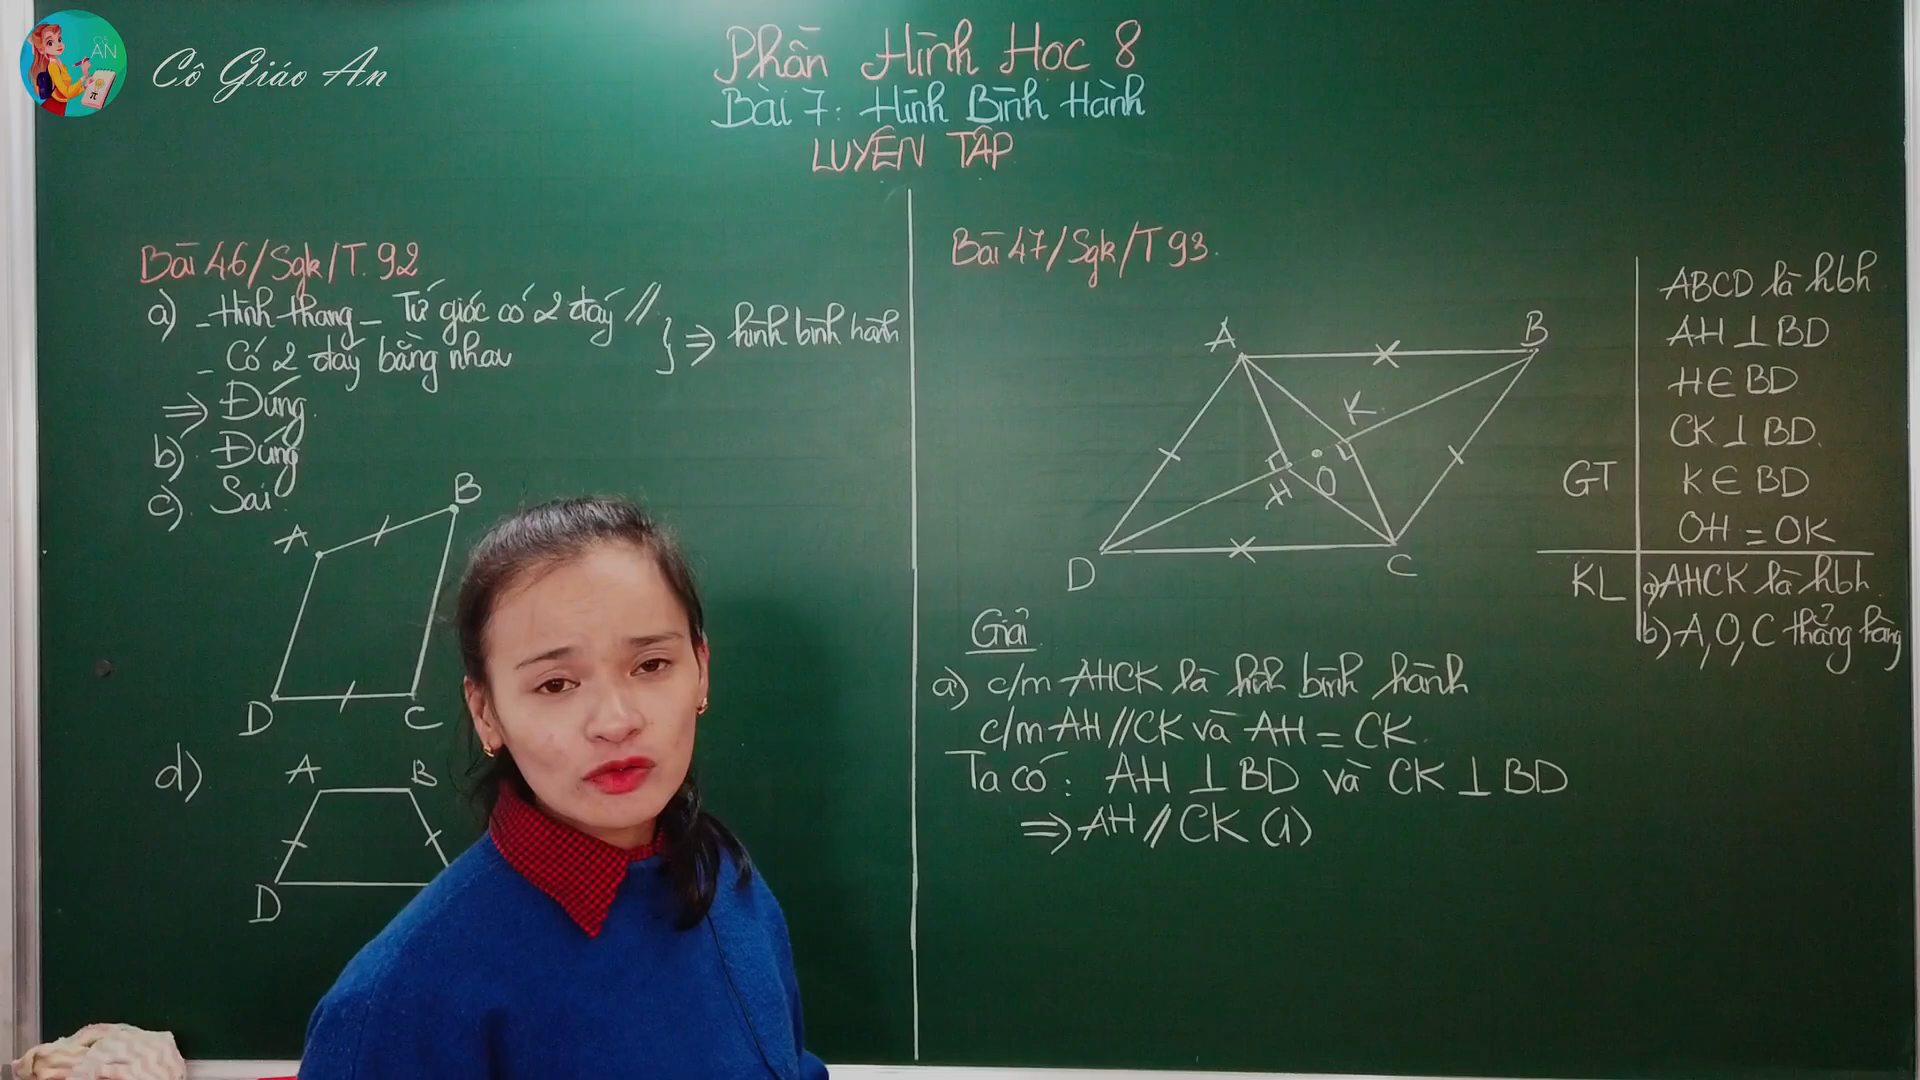 Cô Giáo An
CÔ
AN
π
Phần Hình Học 8
Bài 7: Hình Bình Hành
LUYỆN TẬP
Bài 46/Sgk/T.92
a) - Hình thang - Tứ giác có 2 đáy //
- Có 2 đáy bằng nhau
} => hình bình hành
=> Đúng.
b) Đúng
c) Sai
A
B
D
C
d)
A
B
D
Bài 47/Sgk/T93.
A
B
K
H
O
D
C
GT
ABCD là hbh
AH ⊥ BD
H ∈ BD
CK ⊥ BD.
K ∈ BD
OH = OK
KL
a) AHCK là hbh
b) A, O, C thẳng hàng
Giải
a) c/m AHCK là hình bình hành
c/m AH // CK và AH = CK.
Ta có: AH ⊥ BD và CK ⊥ BD
=> AH // CK (1)